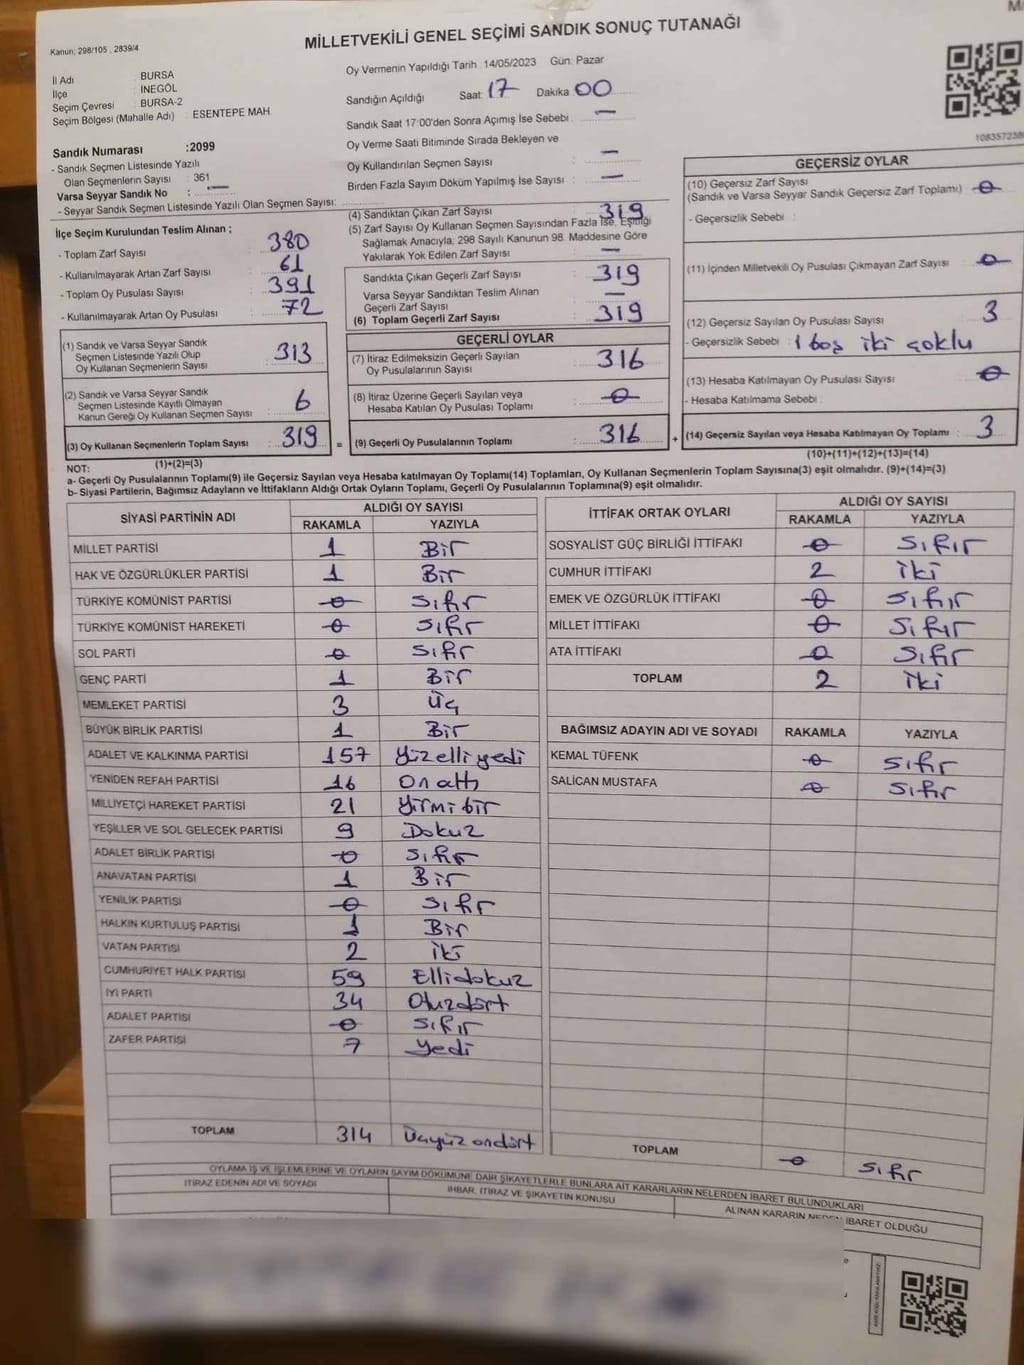 Kanun; 298/105 , 2839/4
MİLLETVEKİLİ GENEL SEÇİMİ SANDIK SONUÇ TUTANAĞI
İl Adı : BURSA
İlçe : İNEGÖL
Seçim Çevresi : BURSA-2
Seçim Bölgesi (Mahalle Adı) : ESENTEPE MAH.
Sandık Numarası :2099
- Sandık Seçmen Listesinde Yazılı
Olan Seçmenlerin Sayısı : 361
Varsa Seyyar Sandık No : —
- Seyyar Sandık Seçmen Listesinde Yazılı Olan Seçmen Sayısı:
Oy Vermenin Yapıldığı Tarih :14/05/2023 Gün: Pazar
Sandığın Açıldığı Saat: 17 Dakika 00
Sandık Saat 17:00'den Sonra Açımış İse Sebebi : —
Oy Verme Saati Bitiminde Sırada Bekleyen ve
Oy Kullandırılan Seçmen Sayısı : —
Birden Fazla Sayım Döküm Yapılmış İse Sayısı : —
İlçe Seçim Kurulundan Teslim Alınan ;
- Toplam Zarf Sayısı : 380
- Kullanılmayarak Artan Zarf Sayısı : 61
- Toplam Oy Pusulası Sayısı : 391
- Kullanılmayarak Artan Oy Pusulası : 72
(4) Sandıktan Çıkan Zarf Sayısı : 319
(5) Zarf Sayısı Oy Kullanan Seçmen Sayısından Fazla İse, Eşitliği
Sağlamak Amacıyla, 298 Sayılı Kanunun 98. Maddesine Göre
Yakılarak Yok Edilen Zarf Sayısı : —
Sandıkta Çıkan Geçerli Zarf Sayısı : 319
Varsa Seyyar Sandıktan Teslim Alınan
Geçerli Zarf Sayısı : —
(6) Toplam Geçerli Zarf Sayısı : 319
(1) Sandık ve Varsa Seyyar Sandık
Seçmen Listesinde Yazılı Olup
Oy Kullanan Seçmenlerin Sayısı : 313
(2) Sandık ve Varsa Seyyar Sandık
Seçmen Listesinde Kayıtlı Olmayan
Kanun Gereği Oy Kullanan Seçmen Sayısı : 6
(3) Oy Kullanan Seçmenlerin Toplam Sayısı : 319
(1)+(2)=(3)
GEÇERLİ OYLAR
(7) İtiraz Edilmeksizin Geçerli Sayılan
Oy Pusulalarının Sayısı : 316
(8) İtiraz Üzerine Geçerli Sayılan veya
Hesaba Katılan Oy Pusulası Toplamı : 0
= (9) Geçerli Oy Pusulalarının Toplamı : 316 +
GEÇERSİZ OYLAR
(10) Geçersiz Zarf Sayısı
(Sandık ve Varsa Seyyar Sandık Geçersiz Zarf Toplamı) : 0
- Geçersizlik Sebebi :
(11) İçinden Milletvekili Oy Pusulası Çıkmayan Zarf Sayısı : 0
(12) Geçersiz Sayılan Oy Pusulası Sayısı : 3
- Geçersizlik Sebebi : 1 boş iki çoklu
(13) Hesaba Katılmayan Oy Pusulası Sayısı : 0
- Hesaba Katılmama Sebebi :
(14) Geçersiz Sayılan veya Hesaba Katılmayan Oy Toplamı : 3
(10)+(11)+(12)+(13)=(14)
NOT:
a- Geçerli Oy Pusulalarının Toplamı(9) ile Geçersiz Sayılan veya Hesaba katılmayan Oy Toplamı(14) Toplamları, Oy Kullanan Seçmenlerin Toplam Sayısına(3) eşit olmalıdır. (9)+(14)=(3)
b- Siyasi Partilerin, Bağımsız Adayların ve İttifakların Aldığı Ortak Oyların Toplamı, Geçerli Oy Pusulalarının Toplamına(9) eşit olmalıdır.
SİYASİ PARTİNİN ADI ALDIĞI OY SAYISI
RAKAMLA YAZIYLA
MİLLET PARTİSİ 1 Bir
HAK VE ÖZGÜRLÜKLER PARTİSİ 1 Bir
TÜRKİYE KOMÜNİST PARTİSİ 0 Sıfır
TÜRKİYE KOMÜNİST HAREKETİ 0 Sıfır
SOL PARTİ 0 Sıfır
GENÇ PARTİ 1 Bir
MEMLEKET PARTİSİ 3 Üç
BÜYÜK BİRLİK PARTİSİ 1 Bir
ADALET VE KALKINMA PARTİSİ 157 Yüzelliyedi
YENİDEN REFAH PARTİSİ 16 Onaltı
MİLLİYETÇİ HAREKET PARTİSİ 21 Yirmibir
YEŞİLLER VE SOL GELECEK PARTİSİ 9 Dokuz
ADALET BİRLİK PARTİSİ 0 Sıfır
ANAVATAN PARTİSİ 1 Bir
YENİLİK PARTİSİ 0 Sıfır
HALKIN KURTULUŞ PARTİSİ 1 Bir
VATAN PARTİSİ 2 İki
CUMHURİYET HALK PARTİSİ 59 Ellidokuz
İYİ PARTİ 34 Otuzdört
ADALET PARTİSİ 0 Sıfır
ZAFER PARTİSİ 7 Yedi
TOPLAM 314 Üçyüzondört
İTTİFAK ORTAK OYLARI ALDIĞI OY SAYISI
RAKAMLA YAZIYLA
SOSYALİST GÜÇ BİRLİĞİ İTTİFAKI 0 Sıfır
CUMHUR İTTİFAKI 2 İki
EMEK VE ÖZGÜRLÜK İTTİFAKI 0 Sıfır
MİLLET İTTİFAKI 0 Sıfır
ATA İTTİFAKI 0 Sıfır
TOPLAM 2 İki
BAĞIMSIZ ADAYIN ADI VE SOYADI RAKAMLA YAZIYLA
KEMAL TÜFENK 0 Sıfır
SALİCAN MUSTAFA 0 Sıfır
TOPLAM 0 Sıfır
OYLAMA İŞ VE İŞLEMLERİNE VE OYLARIN SAYIM DÖKÜMÜNE DAİR ŞİKAYETLERLE BUNLARA AİT KARARLARIN NELERDEN İBARET BULUNDUKLARI
İTİRAZ EDENİN ADI VE SOYADI
İHBAR, İTİRAZ VE ŞİKAYETİN KONUSU
ALINAN KARARIN NEDEN İBARET OLDUĞU